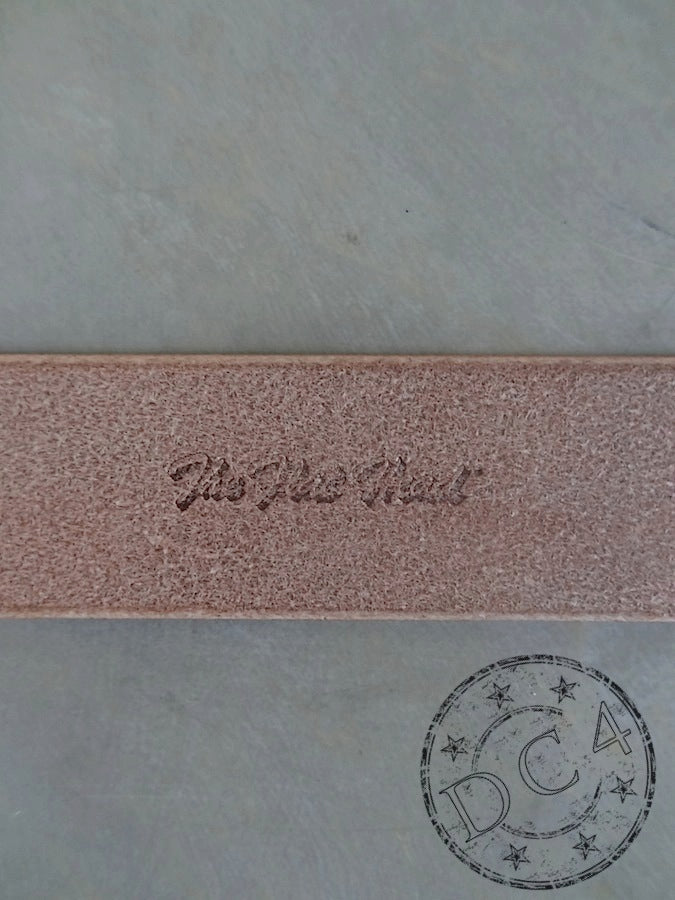 The Flat Head
DC4